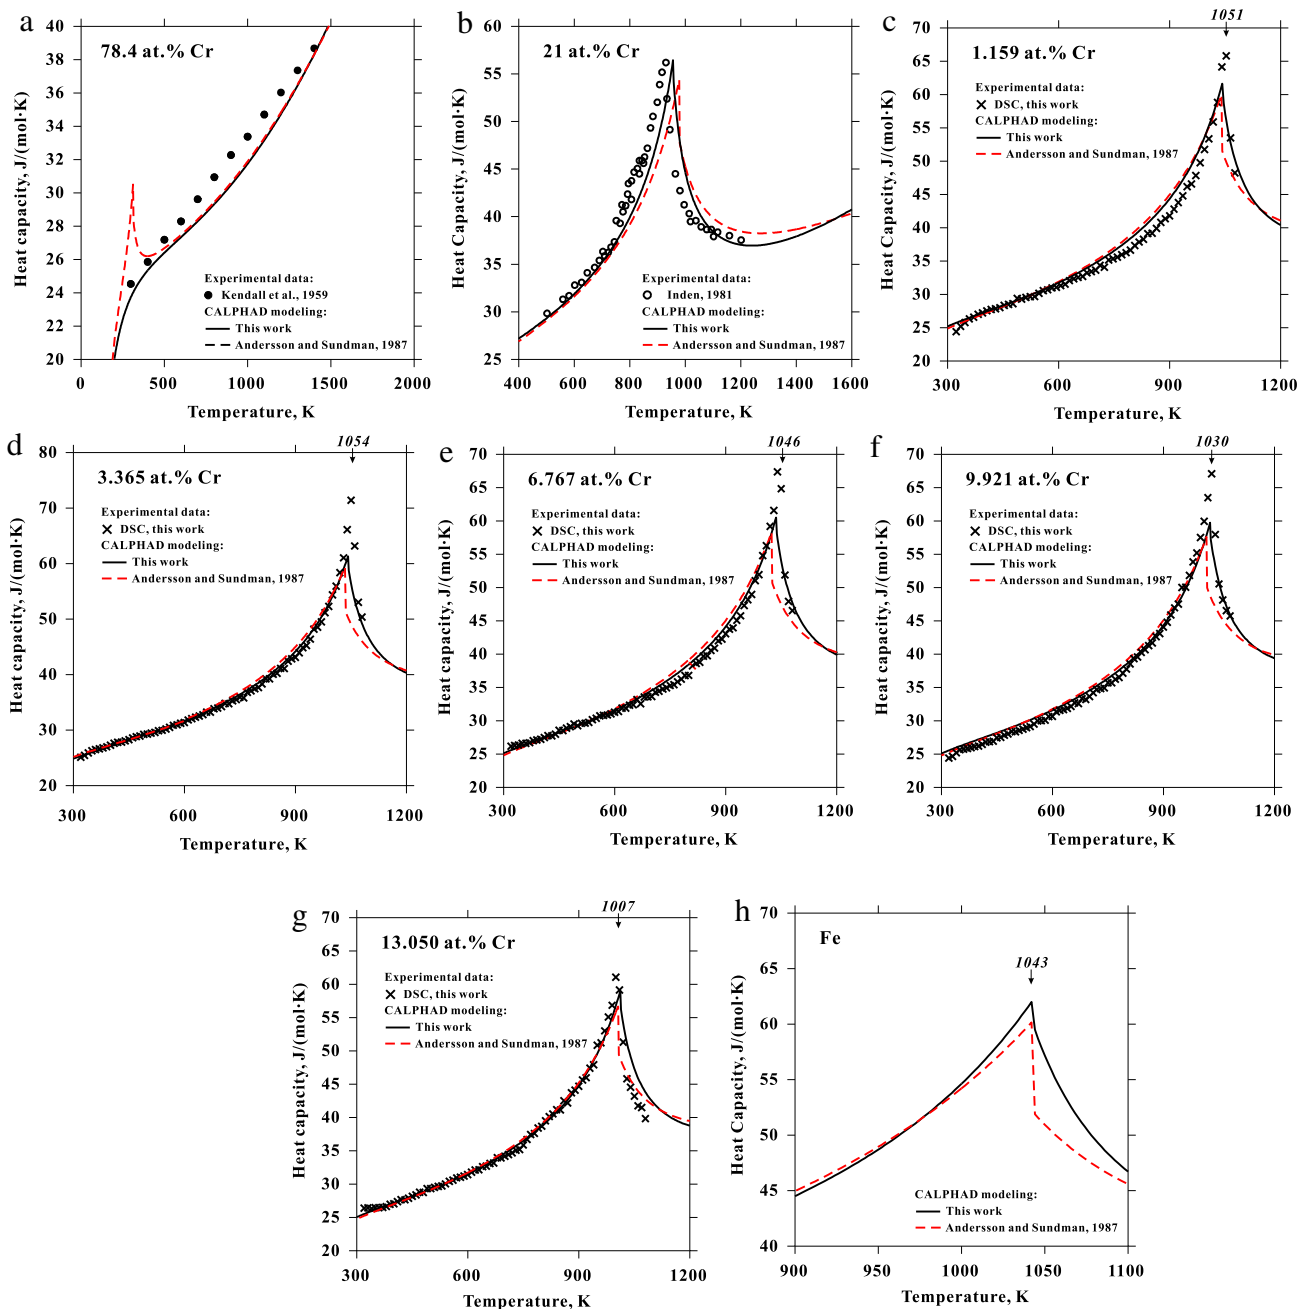 a
78.4 at.% Cr
Heat capacity, J/(mol·K)
40
38
36
34
32
30
28
26
24
22
20
Experimental data:
Kendall et al., 1959
CALPHAD modeling:
This work
Andersson and Sundman, 1987
0
500
1000
1500
2000
Temperature, K
b
21 at.% Cr
Heat Capacity, J/(mol·K)
60
55
50
45
40
35
30
25
Experimental data:
Inden, 1981
CALPHAD modeling:
This work
Andersson and Sundman, 1987
400
600
800
1000
1200
1400
1600
Temperature, K
c
1051
1.159 at.% Cr
Heat Capacity, J/(mol·K)
70
65
60
55
50
45
40
35
30
25
20
Experimental data:
DSC, this work
CALPHAD modeling:
This work
Andersson and Sundman, 1987
300
600
900
1200
Temperature, K
d
1054
3.365 at.% Cr
Heat capacity, J/(mol·K)
80
70
60
50
40
30
20
Experimental data:
DSC, this work
CALPHAD modeling:
This work
Andersson and Sundman, 1987
300
600
900
1200
Temperature, K
e
1046
6.767 at.% Cr
Heat capacity, J/(mol·K)
70
65
60
55
50
45
40
35
30
25
20
Experimental data:
DSC, this work
CALPHAD modeling:
This work
Andersson and Sundman, 1987
300
600
900
1200
Temperature, K
f
1030
9.921 at.% Cr
Heat capacity, J/(mol·K)
70
65
60
55
50
45
40
35
30
25
20
Experimental data:
DSC, this work
CALPHAD modeling:
This work
Andersson and Sundman, 1987
300
600
900
1200
Temperature, K
g
1007
13.050 at.% Cr
Heat capacity, J/(mol·K)
70
65
60
55
50
45
40
35
30
25
20
Experimental data:
DSC, this work
CALPHAD modeling:
This work
Andersson and Sundman, 1987
300
600
900
1200
Temperature, K
h
Fe
1043
Heat Capacity, J/(mol·K)
70
65
60
55
50
45
40
CALPHAD modeling:
This work
Andersson and Sundman, 1987
900
950
1000
1050
1100
Temperature, K